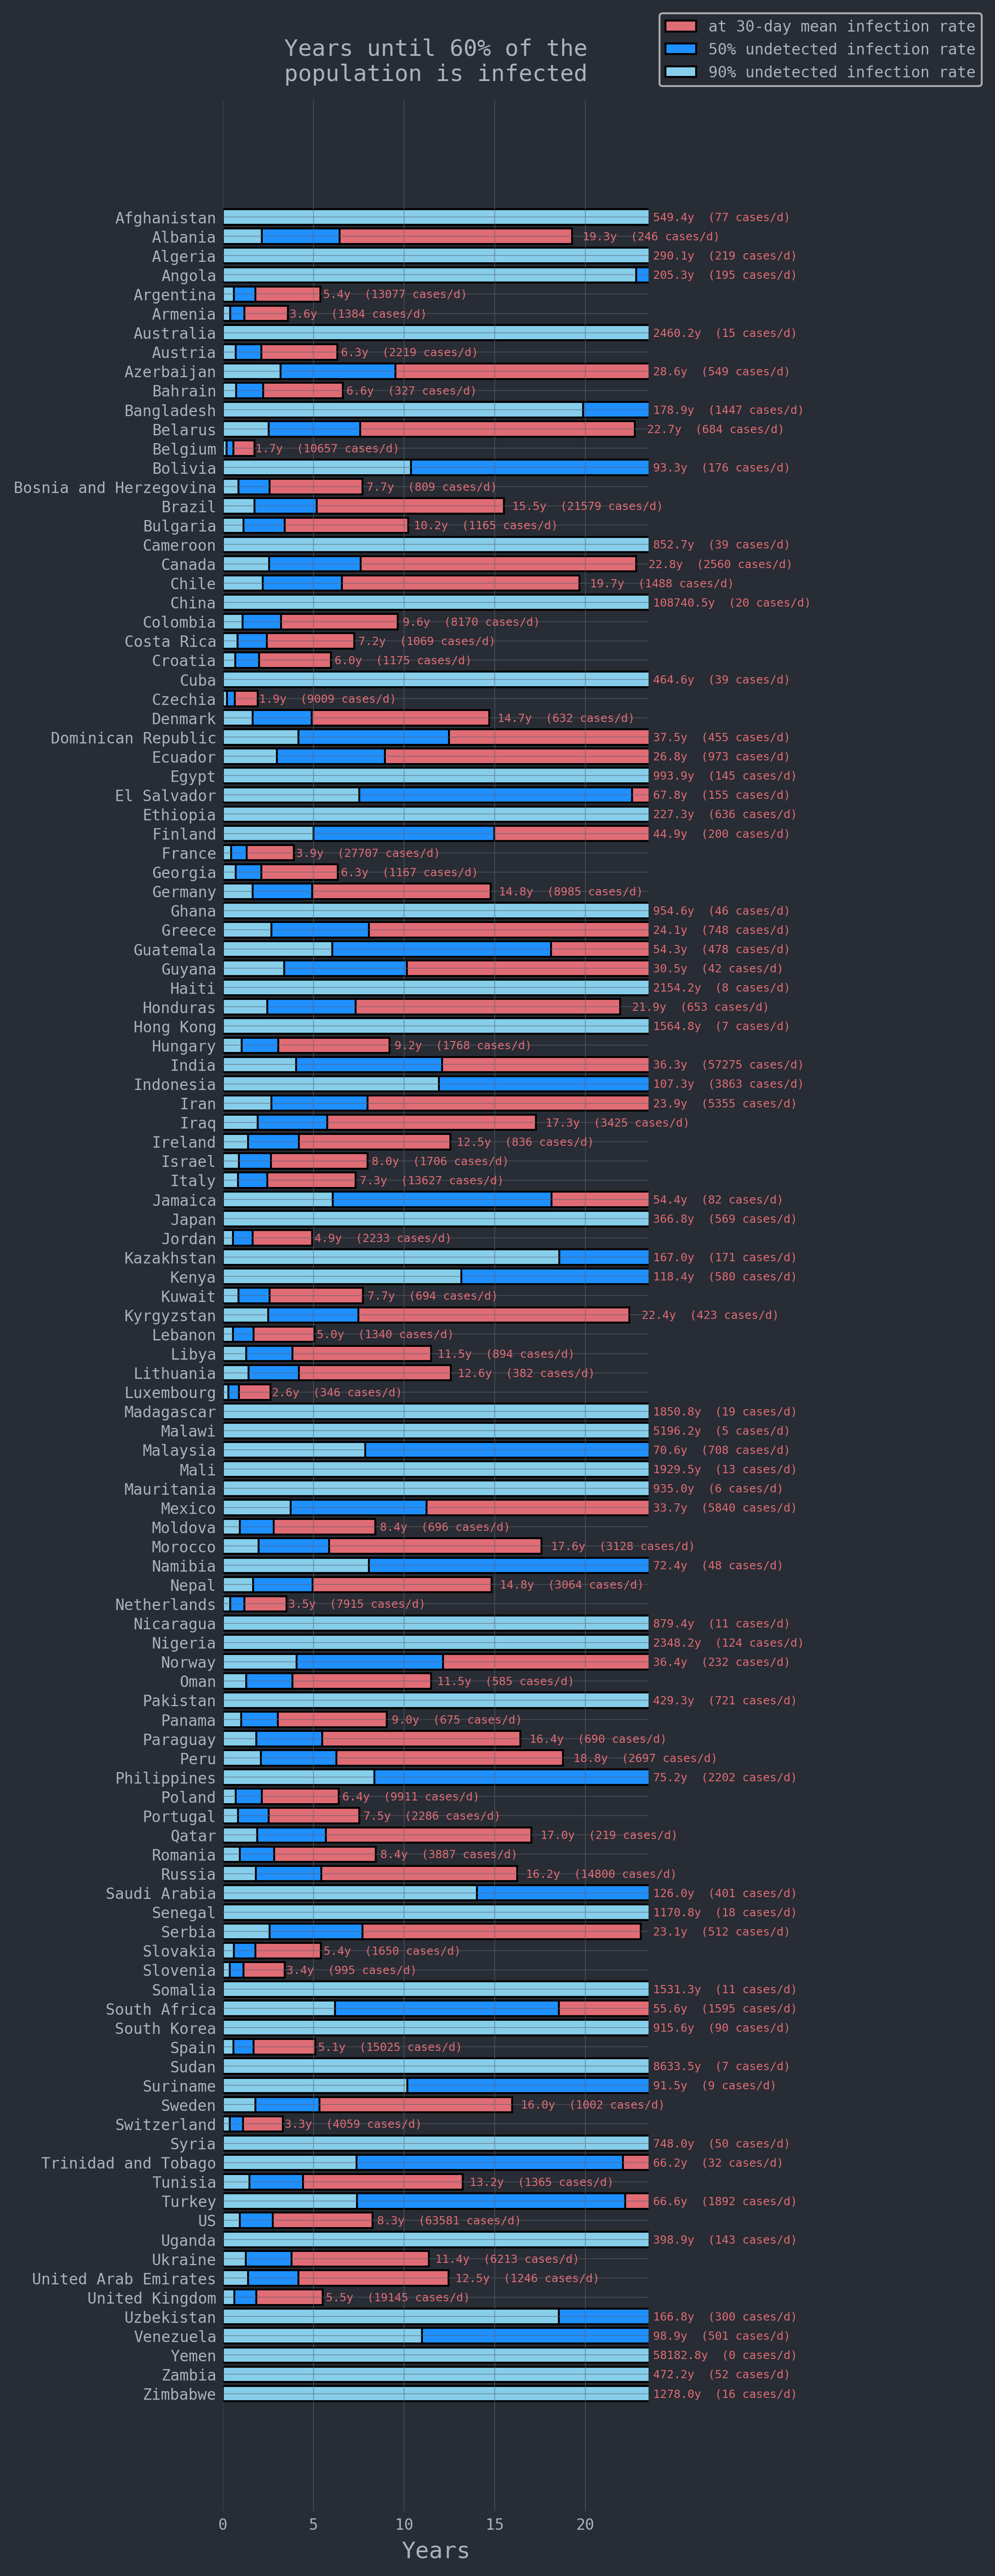 Years until 60% of the
population is infected
at 30-day mean infection rate
50% undetected infection rate
90% undetected infection rate
Afghanistan 549.4y (77 cases/d)
Albania 19.3y (246 cases/d)
Algeria 290.1y (219 cases/d)
Angola 205.3y (195 cases/d)
Argentina 5.4y (13077 cases/d)
Armenia 3.6y (1384 cases/d)
Australia 2460.2y (15 cases/d)
Austria 6.3y (2219 cases/d)
Azerbaijan 28.6y (549 cases/d)
Bahrain 6.6y (327 cases/d)
Bangladesh 178.9y (1447 cases/d)
Belarus 22.7y (684 cases/d)
Belgium 1.7y (10657 cases/d)
Bolivia 93.3y (176 cases/d)
Bosnia and Herzegovina 7.7y (809 cases/d)
Brazil 15.5y (21579 cases/d)
Bulgaria 10.2y (1165 cases/d)
Cameroon 852.7y (39 cases/d)
Canada 22.8y (2560 cases/d)
Chile 19.7y (1488 cases/d)
China 108740.5y (20 cases/d)
Colombia 9.6y (8170 cases/d)
Costa Rica 7.2y (1069 cases/d)
Croatia 6.0y (1175 cases/d)
Cuba 464.6y (39 cases/d)
Czechia 1.9y (9009 cases/d)
Denmark 14.7y (632 cases/d)
Dominican Republic 37.5y (455 cases/d)
Ecuador 26.8y (973 cases/d)
Egypt 993.9y (145 cases/d)
El Salvador 67.8y (155 cases/d)
Ethiopia 227.3y (636 cases/d)
Finland 44.9y (200 cases/d)
France 3.9y (27707 cases/d)
Georgia 6.3y (1167 cases/d)
Germany 14.8y (8985 cases/d)
Ghana 954.6y (46 cases/d)
Greece 24.1y (748 cases/d)
Guatemala 54.3y (478 cases/d)
Guyana 30.5y (42 cases/d)
Haiti 2154.2y (8 cases/d)
Honduras 21.9y (653 cases/d)
Hong Kong 1564.8y (7 cases/d)
Hungary 9.2y (1768 cases/d)
India 36.3y (57275 cases/d)
Indonesia 107.3y (3863 cases/d)
Iran 23.9y (5355 cases/d)
Iraq 17.3y (3425 cases/d)
Ireland 12.5y (836 cases/d)
Israel 8.0y (1706 cases/d)
Italy 7.3y (13627 cases/d)
Jamaica 54.4y (82 cases/d)
Japan 366.8y (569 cases/d)
Jordan 4.9y (2233 cases/d)
Kazakhstan 167.0y (171 cases/d)
Kenya 118.4y (580 cases/d)
Kuwait 7.7y (694 cases/d)
Kyrgyzstan 22.4y (423 cases/d)
Lebanon 5.0y (1340 cases/d)
Libya 11.5y (894 cases/d)
Lithuania 12.6y (382 cases/d)
Luxembourg 2.6y (346 cases/d)
Madagascar 1850.8y (19 cases/d)
Malawi 5196.2y (5 cases/d)
Malaysia 70.6y (708 cases/d)
Mali 1929.5y (13 cases/d)
Mauritania 935.0y (6 cases/d)
Mexico 33.7y (5840 cases/d)
Moldova 8.4y (696 cases/d)
Morocco 17.6y (3128 cases/d)
Namibia 72.4y (48 cases/d)
Nepal 14.8y (3064 cases/d)
Netherlands 3.5y (7915 cases/d)
Nicaragua 879.4y (11 cases/d)
Nigeria 2348.2y (124 cases/d)
Norway 36.4y (232 cases/d)
Oman 11.5y (585 cases/d)
Pakistan 429.3y (721 cases/d)
Panama 9.0y (675 cases/d)
Paraguay 16.4y (690 cases/d)
Peru 18.8y (2697 cases/d)
Philippines 75.2y (2202 cases/d)
Poland 6.4y (9911 cases/d)
Portugal 7.5y (2286 cases/d)
Qatar 17.0y (219 cases/d)
Romania 8.4y (3887 cases/d)
Russia 16.2y (14800 cases/d)
Saudi Arabia 126.0y (401 cases/d)
Senegal 1170.8y (18 cases/d)
Serbia 23.1y (512 cases/d)
Slovakia 5.4y (1650 cases/d)
Slovenia 3.4y (995 cases/d)
Somalia 1531.3y (11 cases/d)
South Africa 55.6y (1595 cases/d)
South Korea 915.6y (90 cases/d)
Spain 5.1y (15025 cases/d)
Sudan 8633.5y (7 cases/d)
Suriname 91.5y (9 cases/d)
Sweden 16.0y (1002 cases/d)
Switzerland 3.3y (4059 cases/d)
Syria 748.0y (50 cases/d)
Trinidad and Tobago 66.2y (32 cases/d)
Tunisia 13.2y (1365 cases/d)
Turkey 66.6y (1892 cases/d)
US 8.3y (63581 cases/d)
Uganda 398.9y (143 cases/d)
Ukraine 11.4y (6213 cases/d)
United Arab Emirates 12.5y (1246 cases/d)
United Kingdom 5.5y (19145 cases/d)
Uzbekistan 166.8y (300 cases/d)
Venezuela 98.9y (501 cases/d)
Yemen 58182.8y (0 cases/d)
Zambia 472.2y (52 cases/d)
Zimbabwe 1278.0y (16 cases/d)
0 5 10 15 20
Years